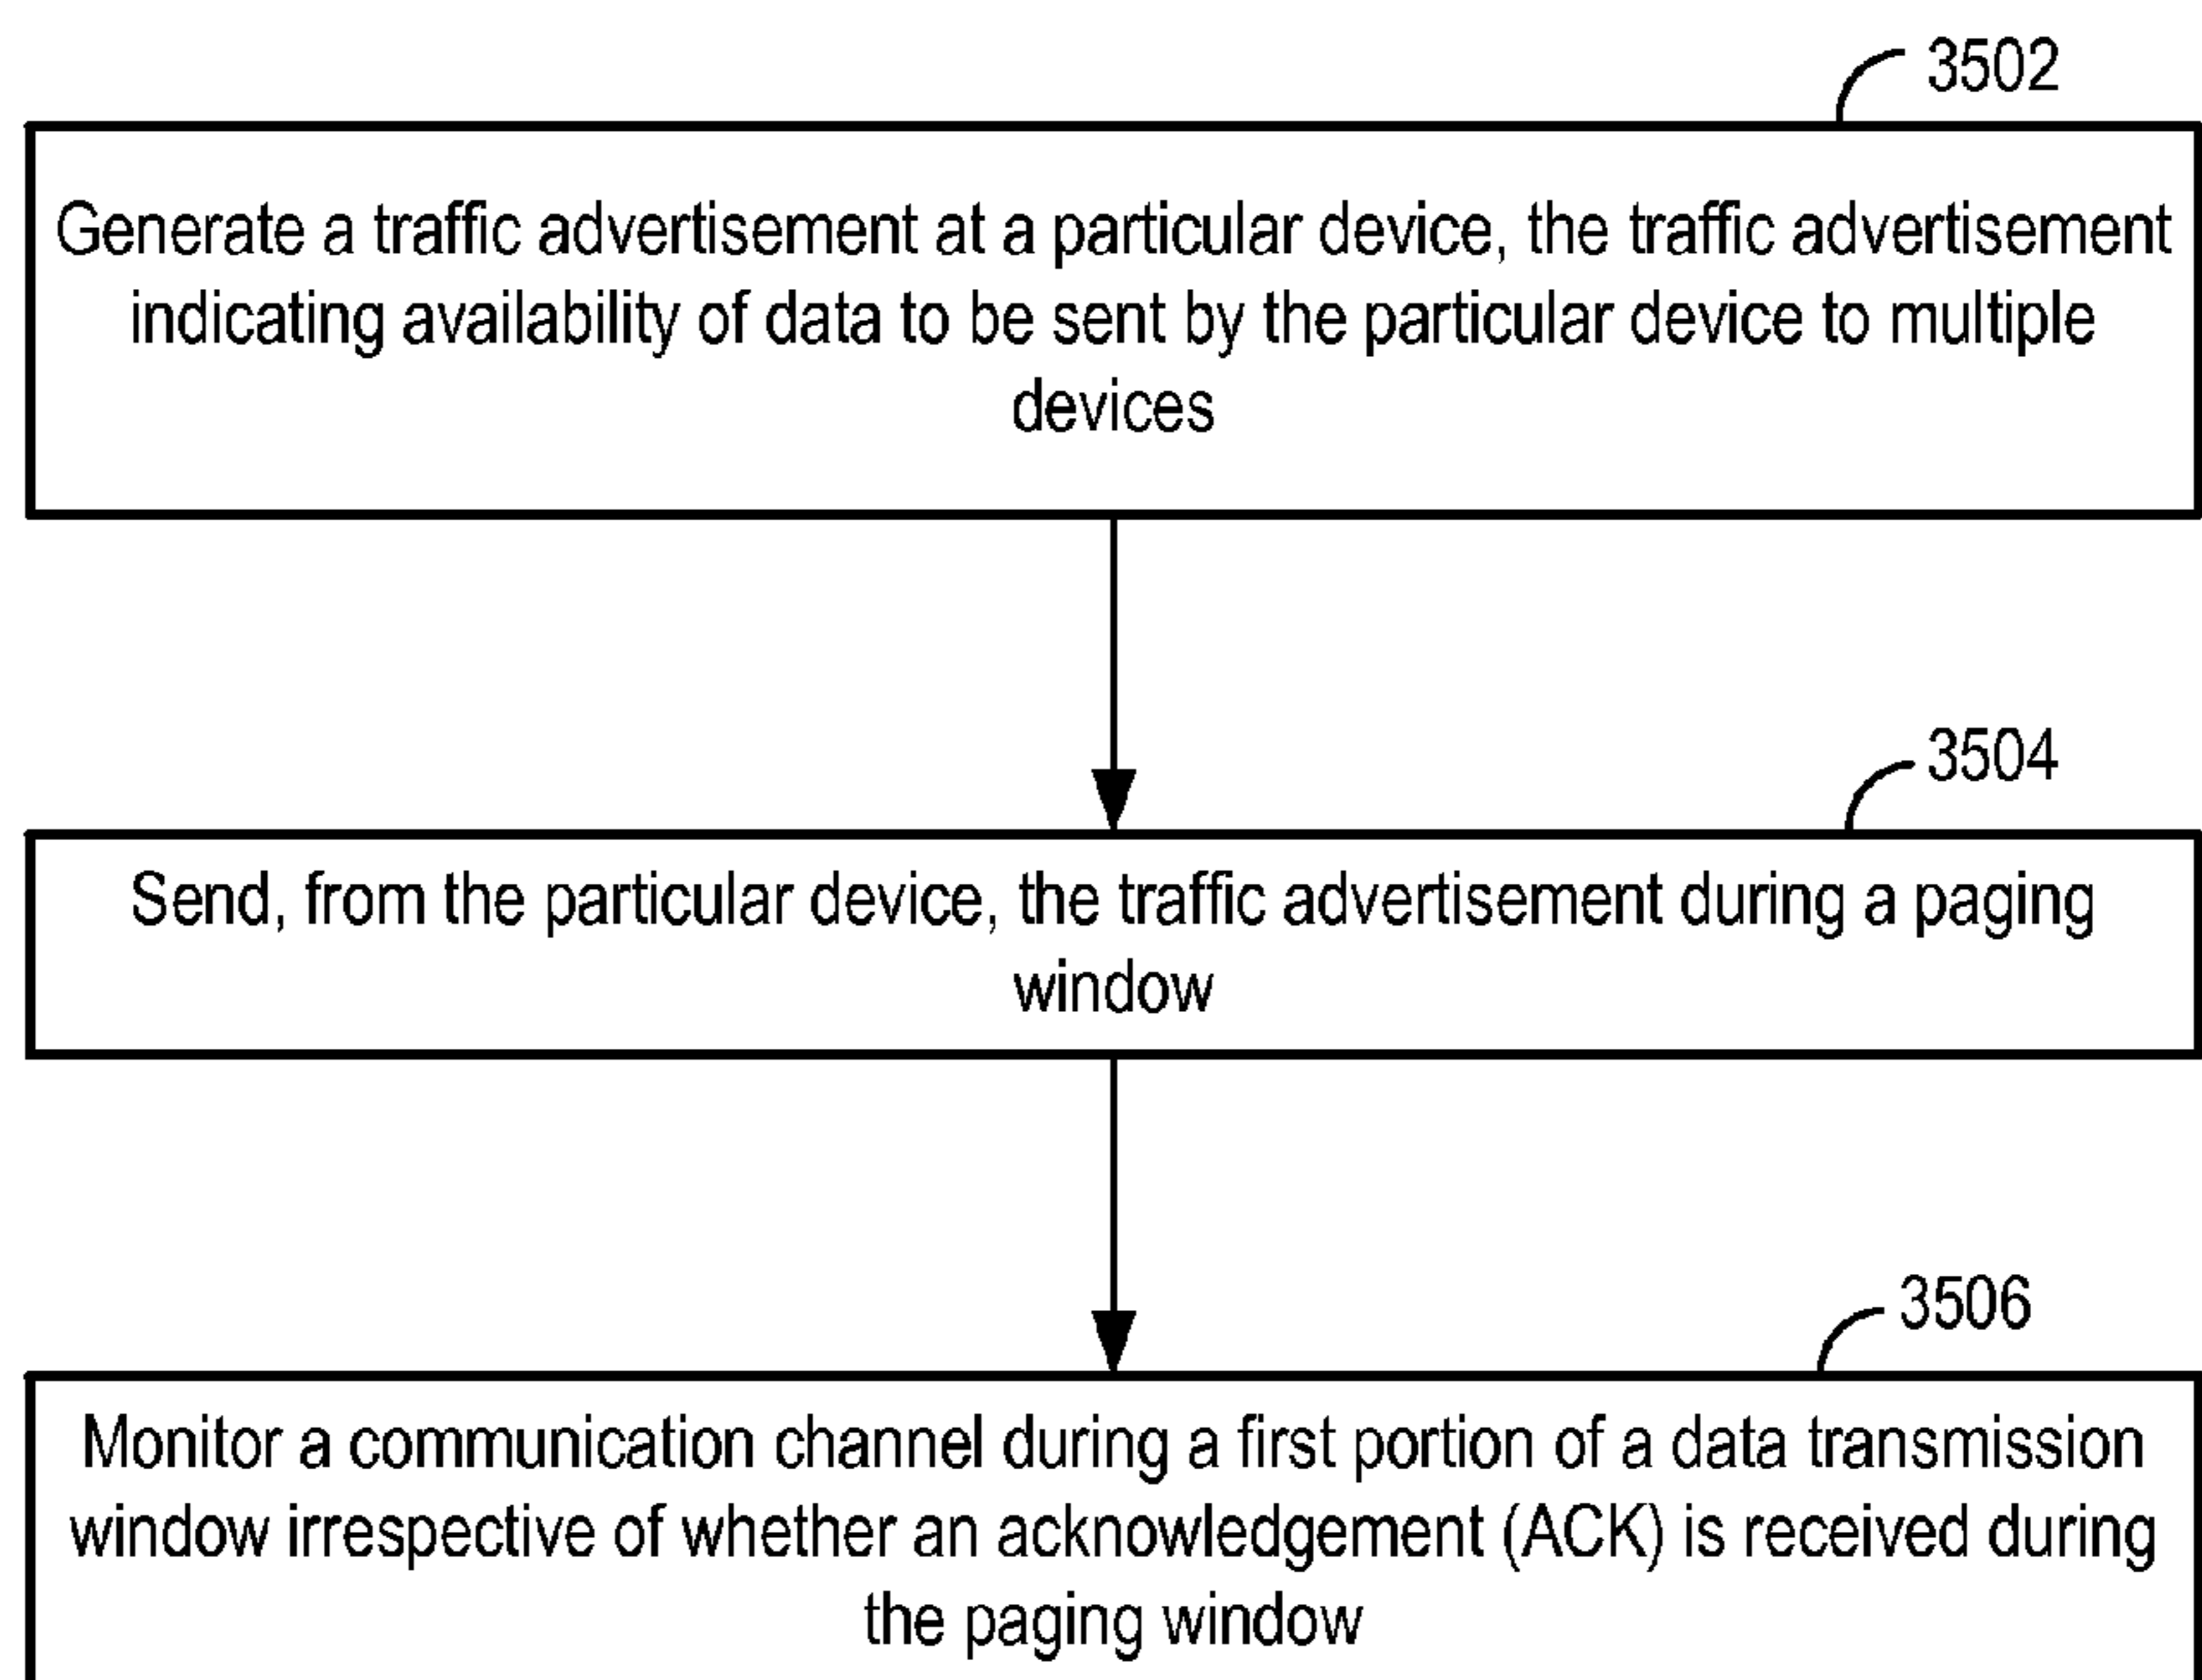 3502
Generate a traffic advertisement at a particular device, the traffic advertisement
indicating availability of data to be sent by the particular device to multiple
devices
3504
Send, from the particular device, the traffic advertisement during a paging
window
3506
Monitor a communication channel during a first portion of a data transmission
window irrespective of whether an acknowledgement (ACK) is received during
the paging window